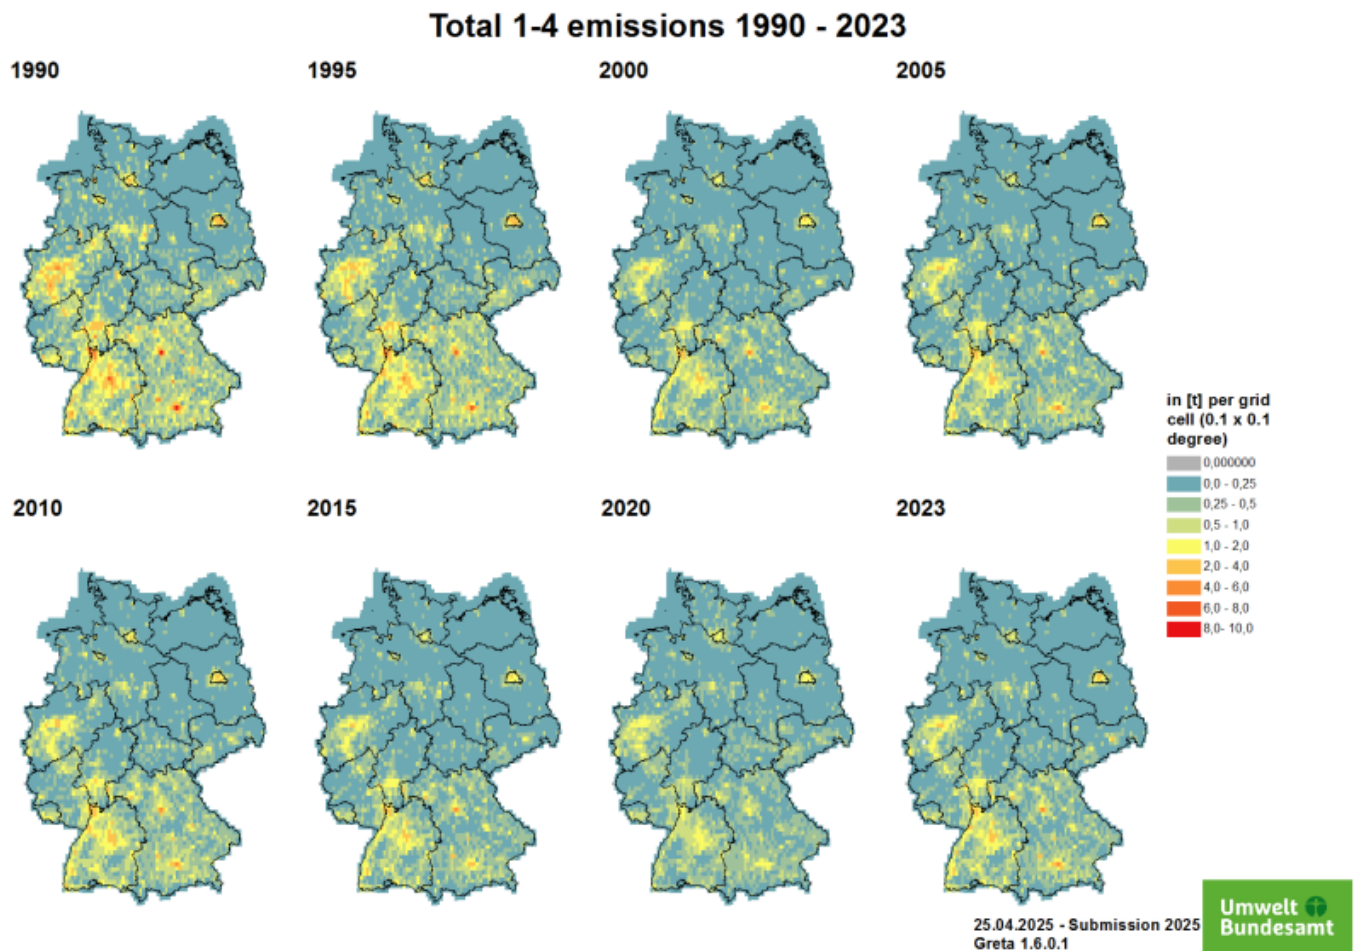 Total 1-4 emissions 1990 - 2023
1990
1995
2000
2005
in [t] per grid
cell (0.1 x 0.1
degree)
0,000000
0,0 - 0,25
0,25 - 0,5
0,5 - 1,0
1,0 - 2,0
2,0 - 4,0
4,0 - 6,0
6,0 - 8,0
8,0- 10,0
2010
2015
2020
2023
25.04.2025 - Submission 2025
Greta 1.6.0.1
Umwelt
Bundesamt